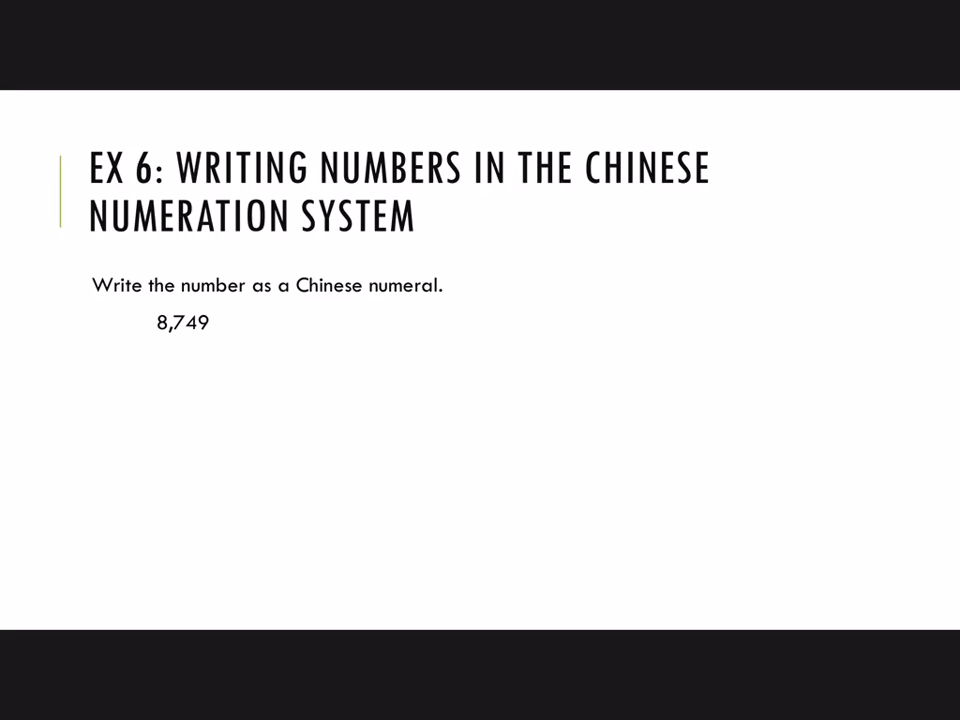 EX 6: WRITING NUMBERS IN THE CHINESE
NUMERATION SYSTEM
Write the number as a Chinese numeral.
8,749